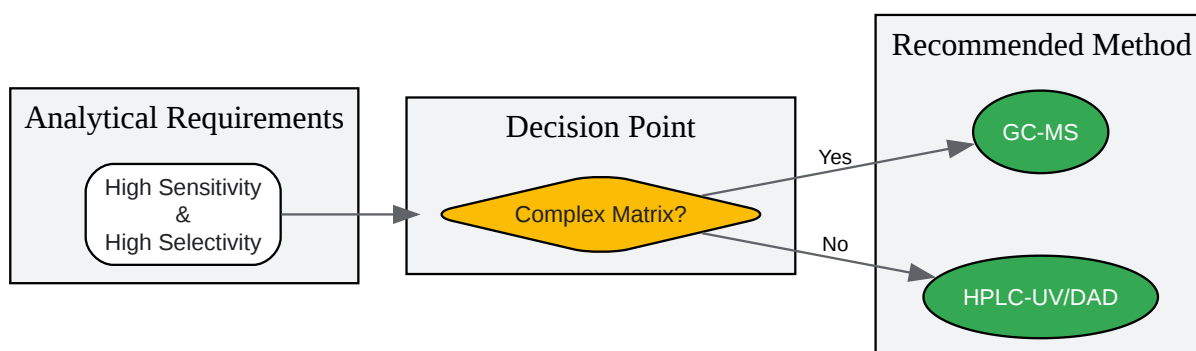 Analytical Requirements
High Sensitivity
&
High Selectivity
Decision Point
Complex Matrix?
Yes
No
Recommended Method
GC-MS
HPLC-UV/DAD